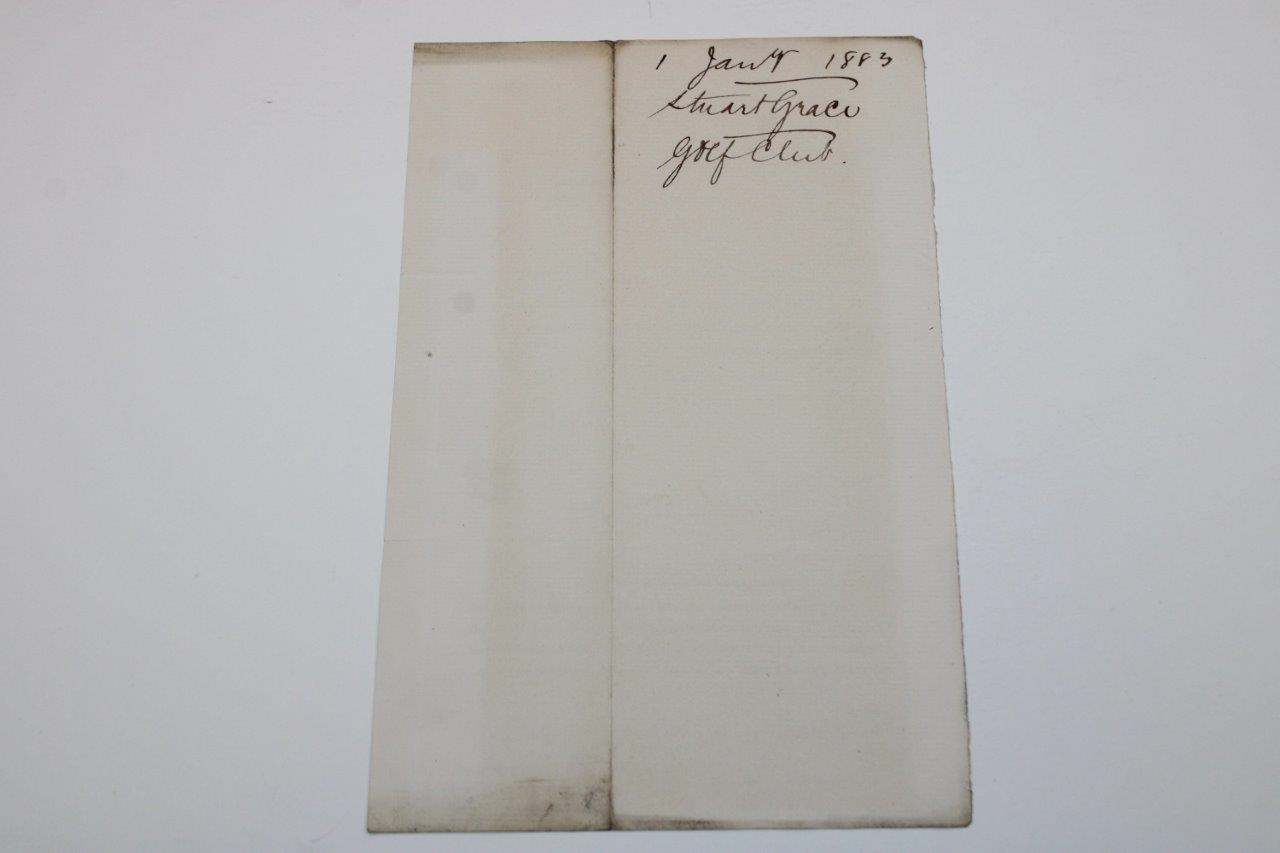 1 Jany 1883
Stuart Grace
Golf Club.